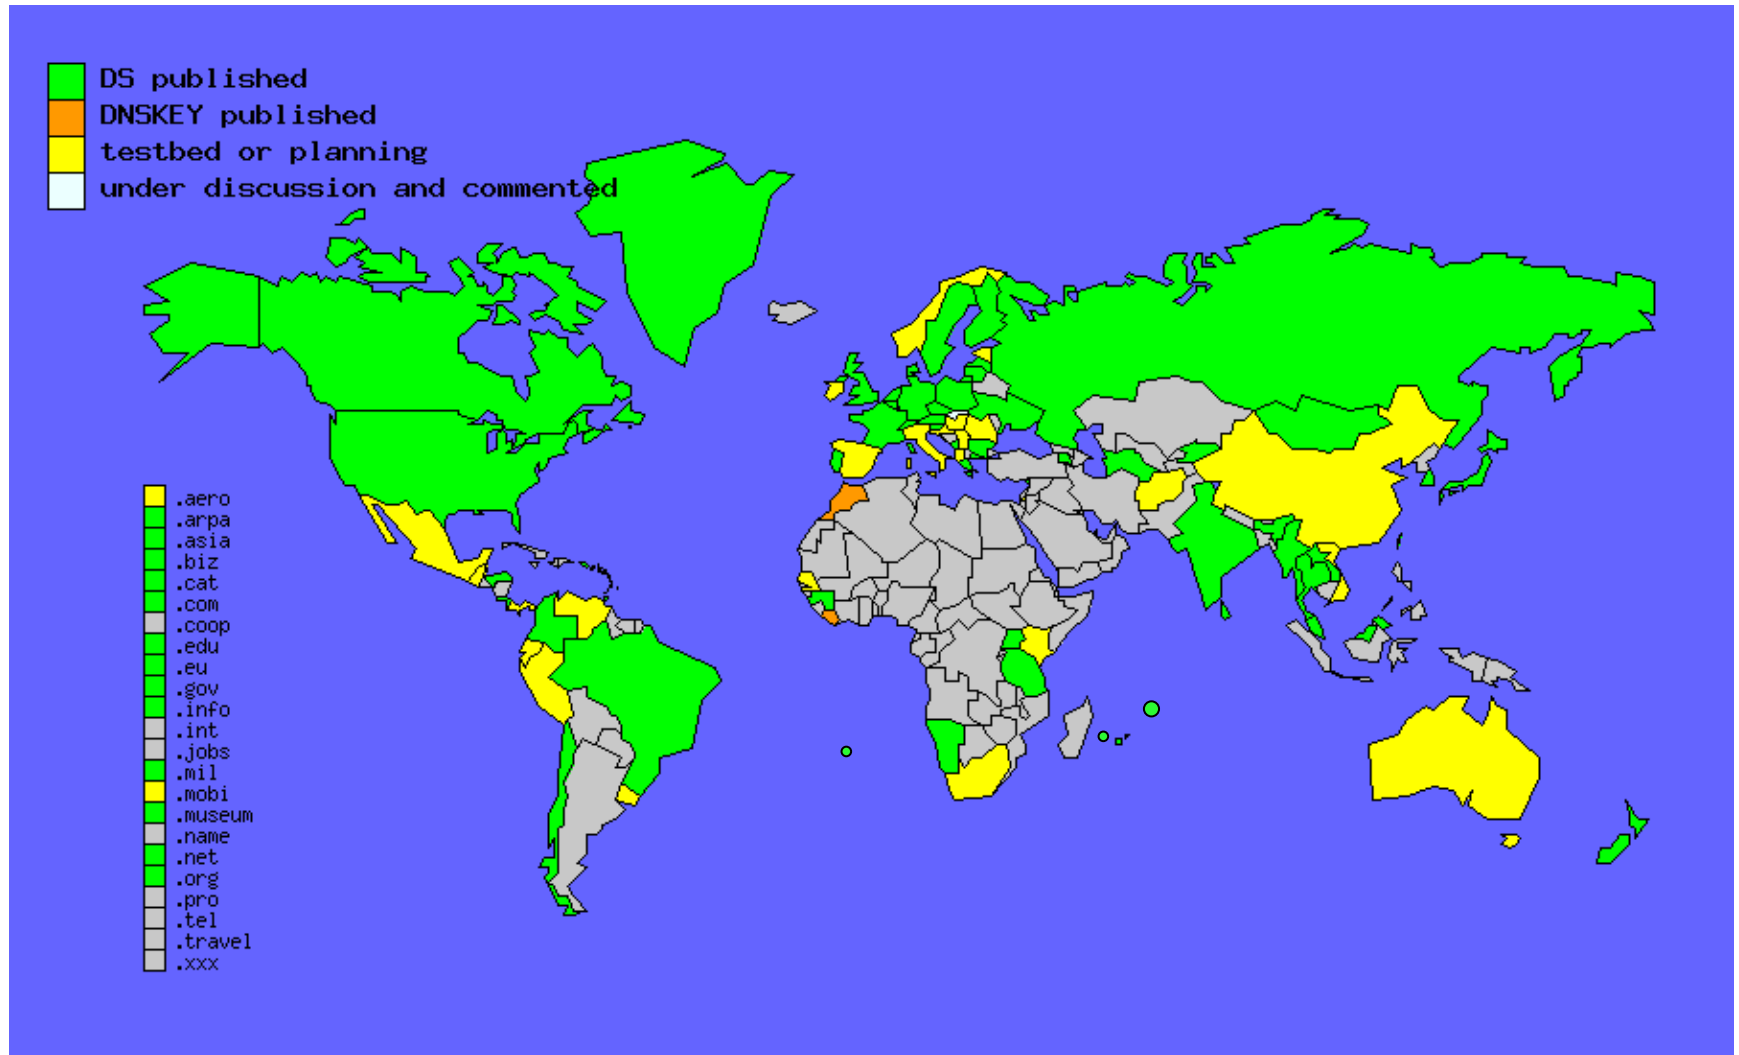 DS published
DNSKEY published
testbed or planning
under discussion and commented
.aero
.arpa
.asia
.biz
.cat
.com
.coop
.edu
.eu
.gov
.info
.int
.jobs
.mil
.mobi
.museum
.name
.net
.org
.pro
.tel
.travel
.xxx